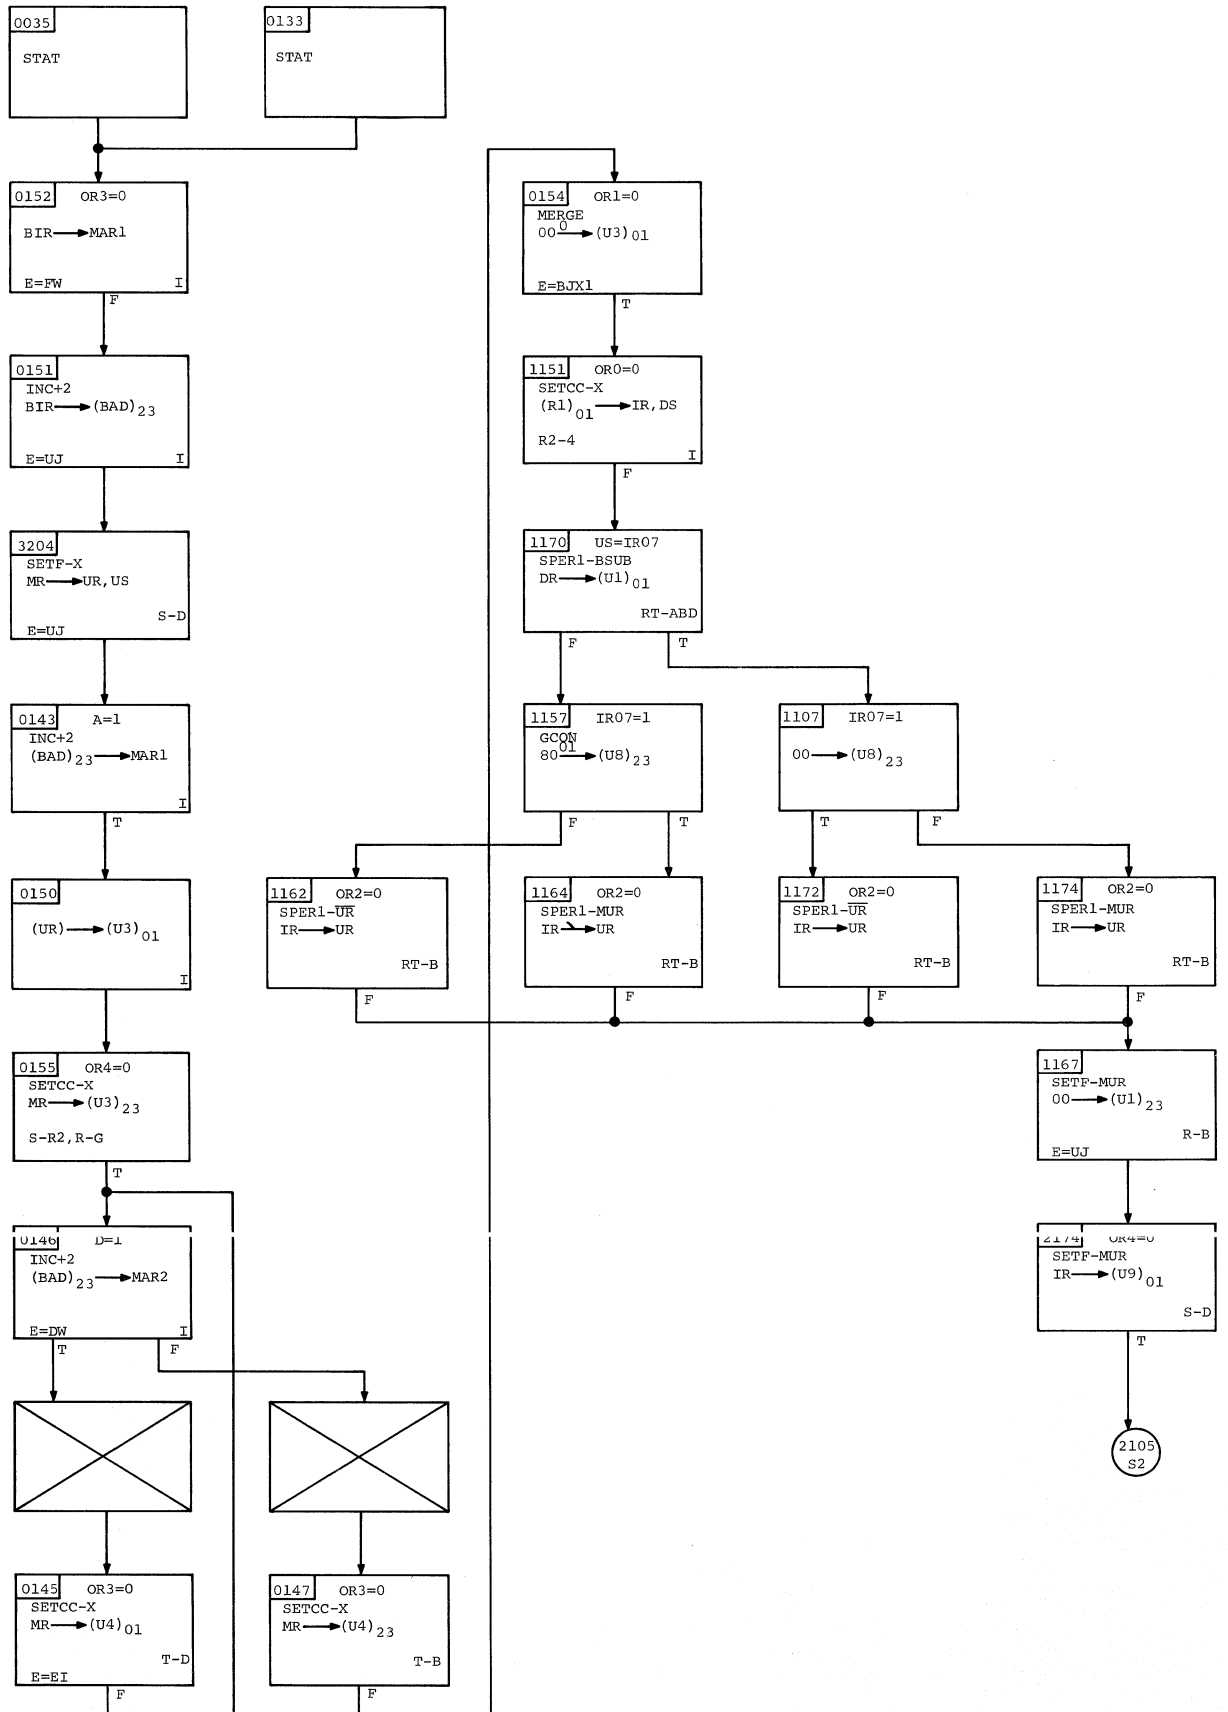 0035
STAT
0133
STAT
0152 OR3=0
BIR→MAR1
E=FW I
F
0151
INC+2
BIR→(BAD)23
E=UJ I
3204
SETF-X
MR→UR,US
S-D
E=UJ
0143 A=1
INC+2
(BAD)23→MAR1
I
T
0150
(UR)→(U3)01
I
0155 OR4=0
SETCC-X
MR→(U3)23
S-R2,R-G
T
0146 D=1
INC+2
(BAD)23→MAR2
E=DW I
T F
0145 OR3=0
SETCC-X
MR→(U4)01
T-D
E=EI
F
0147 OR3=0
SETCC-X
MR→(U4)23
T-B
F
0154 OR1=0
MERGE
0
00→(U3)01
E=BJX1
T
1151 OR0=0
SETCC-X
(R1)01→IR,DS
R2-4
I
F
1170 US=IR07
SPER1-BSUB
DR→(U1)01
RT-ABD
F T
1157 IR07=1
GCON
01
80→(U8)23
F T
1107 IR07=1
00→(U8)23
T F
1162 OR2=0
SPER1-U̅R̅
IR→UR
RT-B
F
1164 OR2=0
SPER1-MUR
IR→UR
RT-B
F
1172 OR2=0
SPER1-U̅R̅
IR→UR
RT-B
F
1174 OR2=0
SPER1-MUR
IR→UR
RT-B
F
1167
SETF-MUR
00→(U1)23
R-B
E=UJ
2174 OR4=0
SETF-MUR
IR→(U9)01
S-D
T
2105
S2